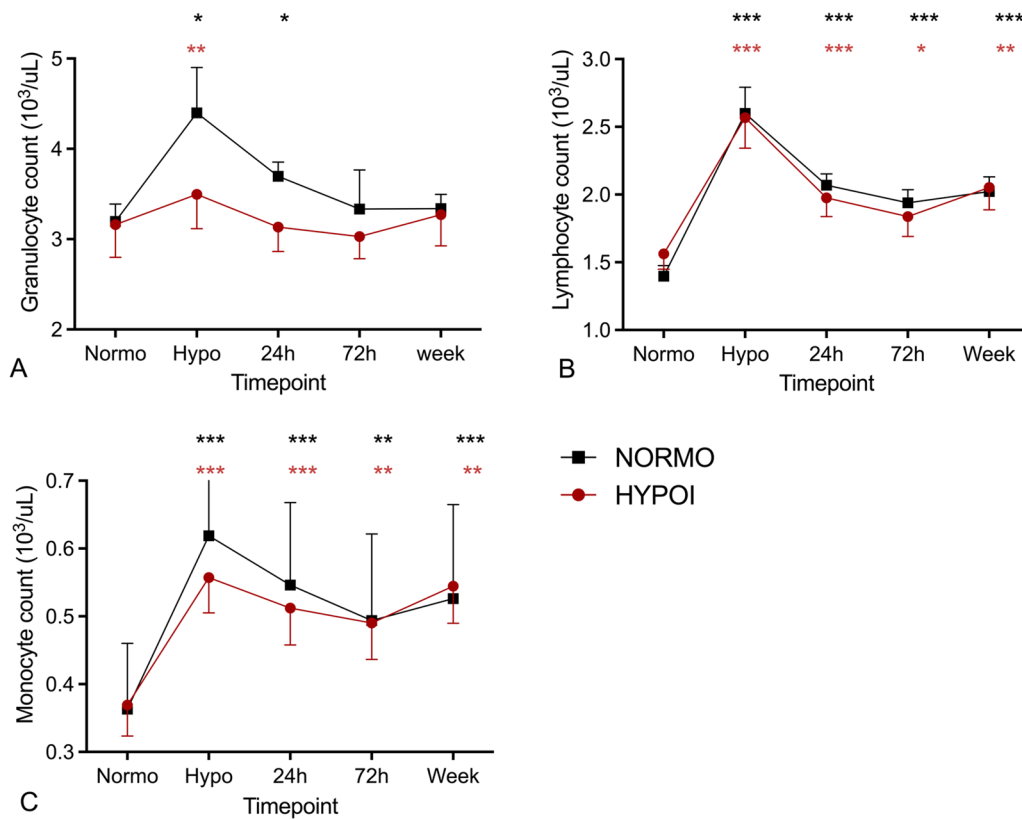 * *
**
Granulocyte count (10³/uL)
5
4
3
2
Normo Hypo 24h 72h week
Timepoint
A
*** *** *** ***
*** *** * **
Lymphocyte count (10³/uL)
3.0
2.5
2.0
1.5
1.0
Normo Hypo 24h 72h Week
Timepoint
B
*** *** ** ***
*** *** ** **
Monocyte count (10³/uL)
0.7
0.6
0.5
0.4
0.3
Normo Hypo 24h 72h Week
Timepoint
C
NORMO
HYPOI